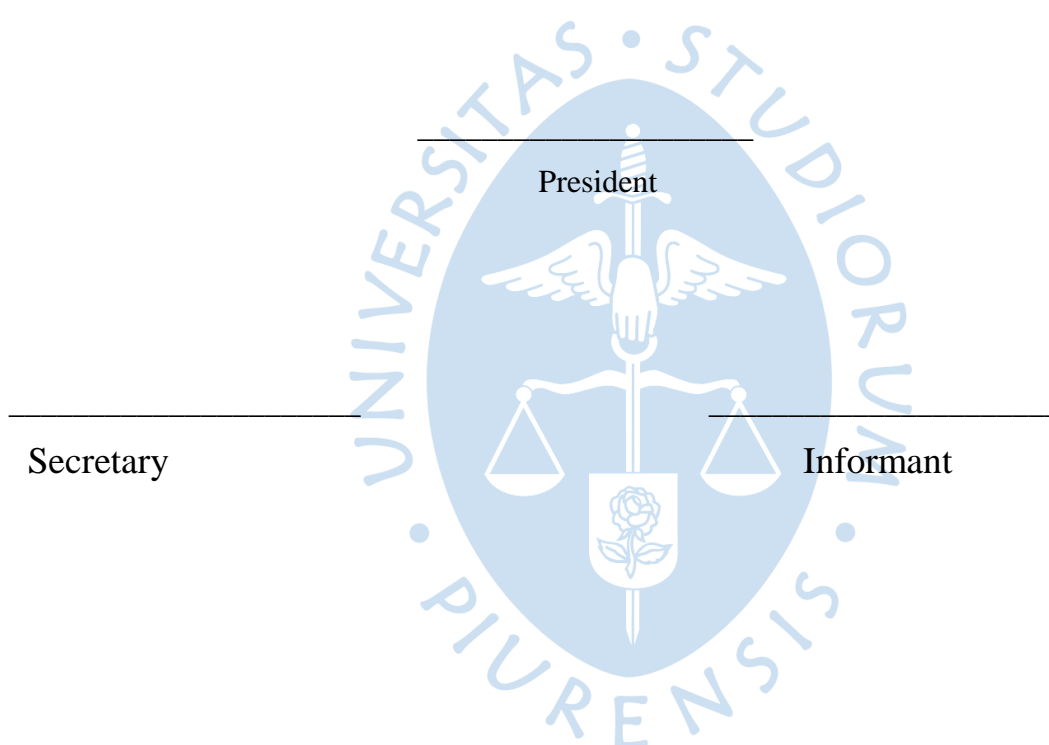 UNIVERSITAS • STUDIORUM • PIURENSIS •
President
Secretary Informant